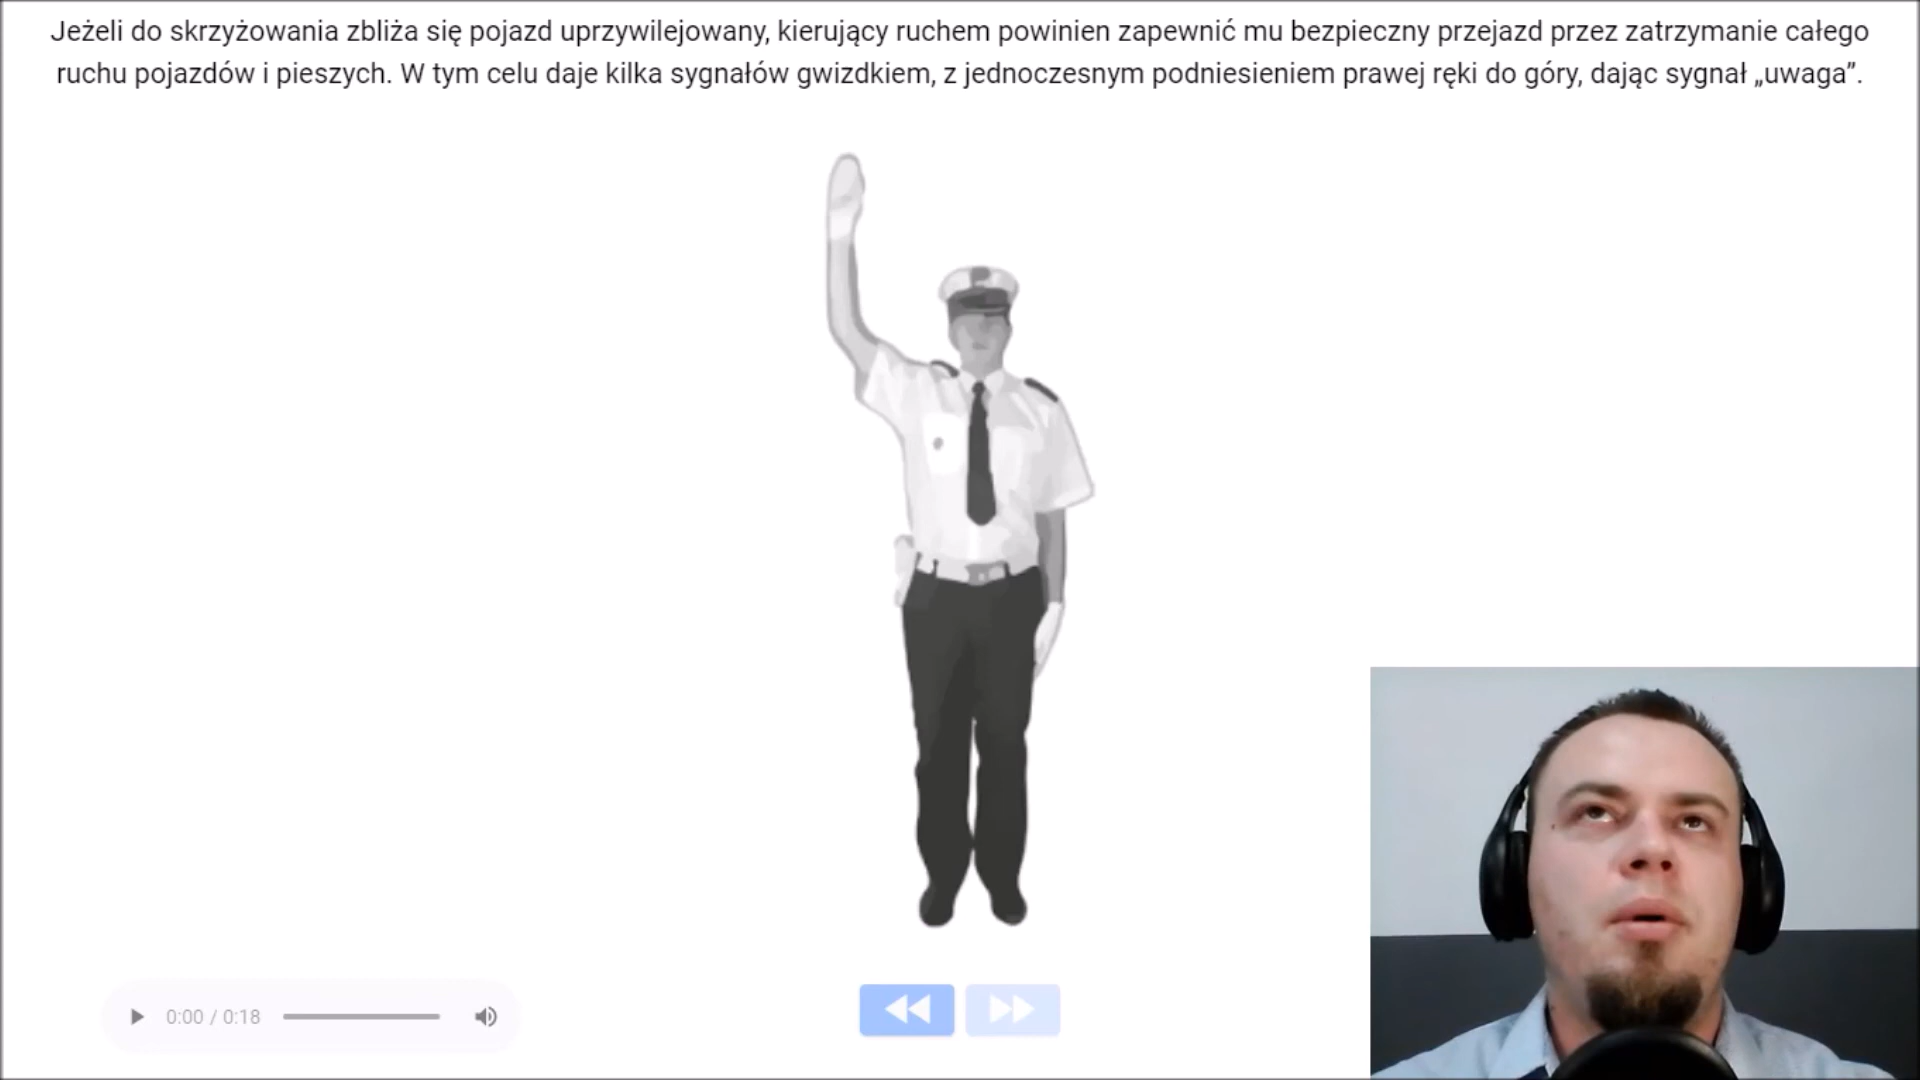 Jeżeli do skrzyżowania zbliża się pojazd uprzywilejowany, kierujący ruchem powinien zapewnić mu bezpieczny przejazd przez zatrzymanie całego
ruchu pojazdów i pieszych. W tym celu daje kilka sygnałów gwizdkiem, z jednoczesnym podniesieniem prawej ręki do góry, dając sygnał „uwaga”.
0:00 / 0:18